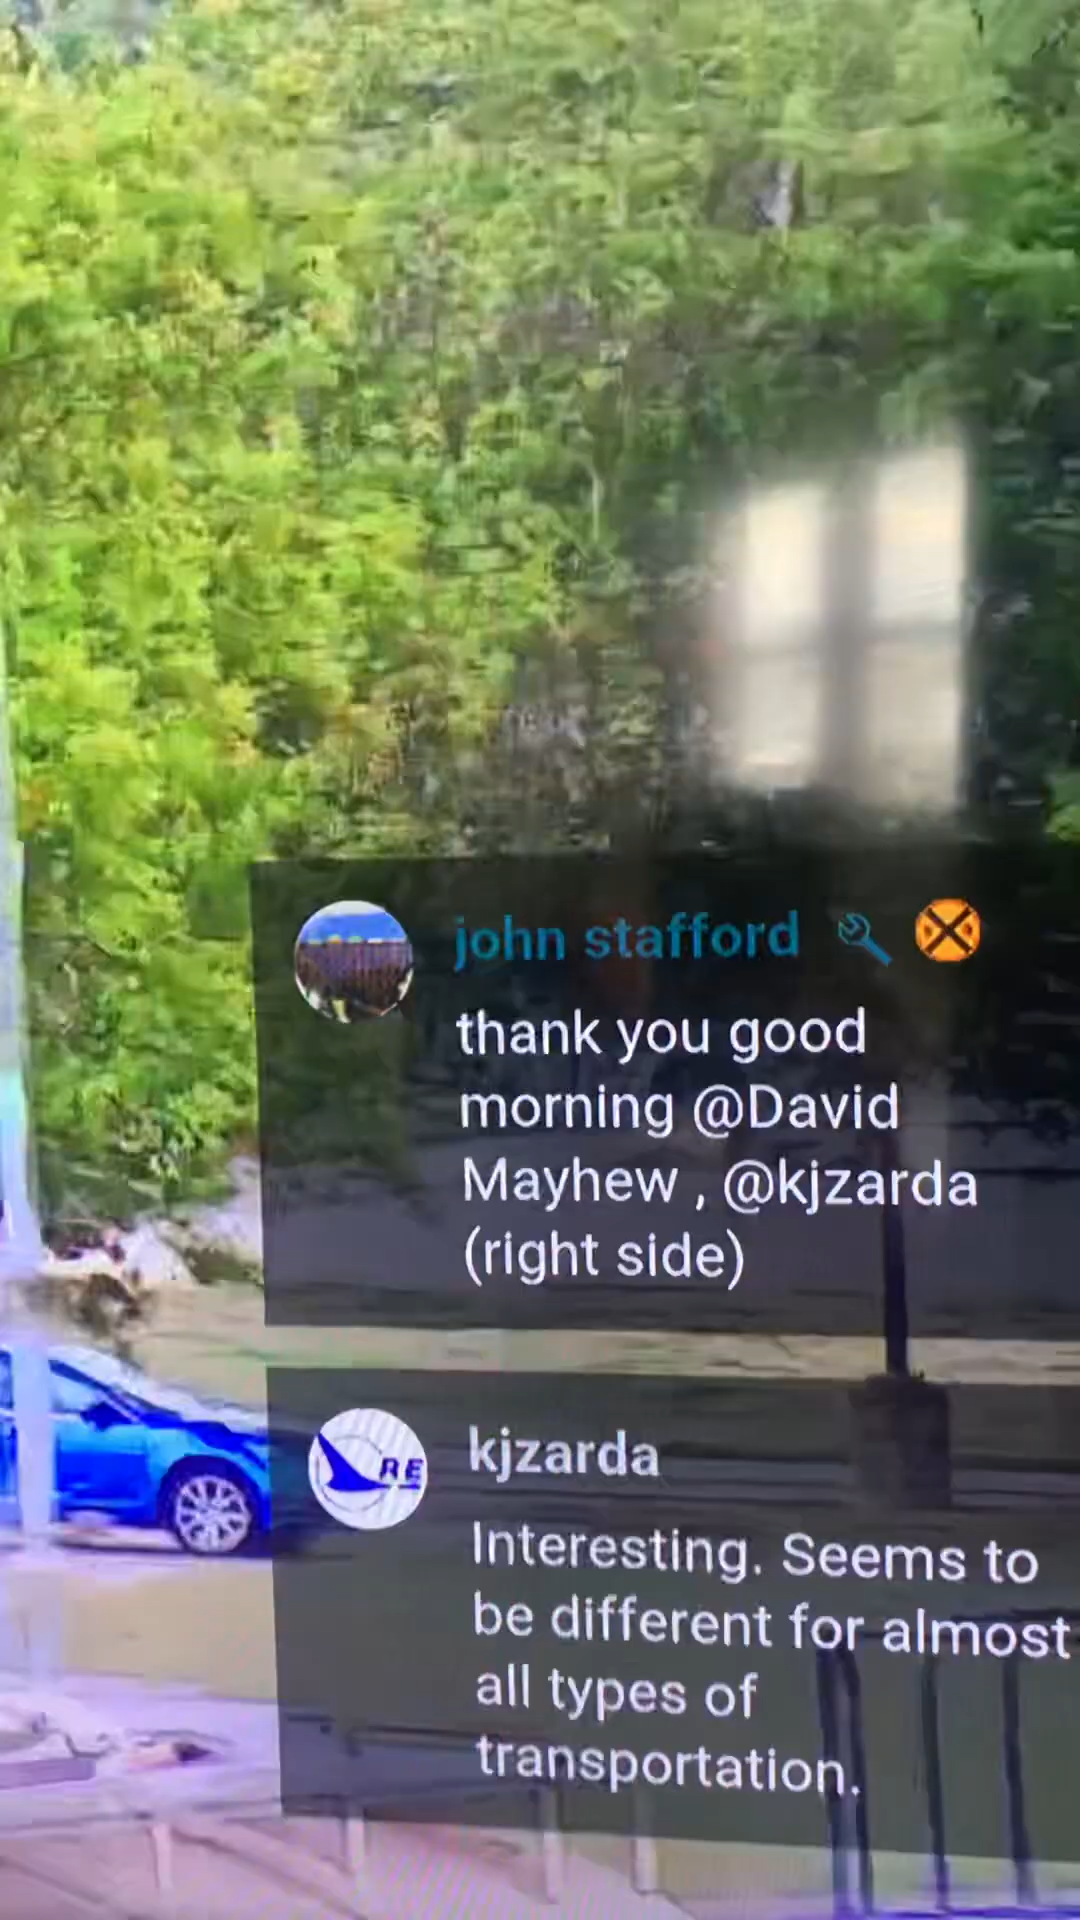 john stafford
thank you good
morning @David
Mayhew , @kjzarda
(right side)
RE
kjzarda
Interesting. Seems to
be different for almost
all types of
transportation.